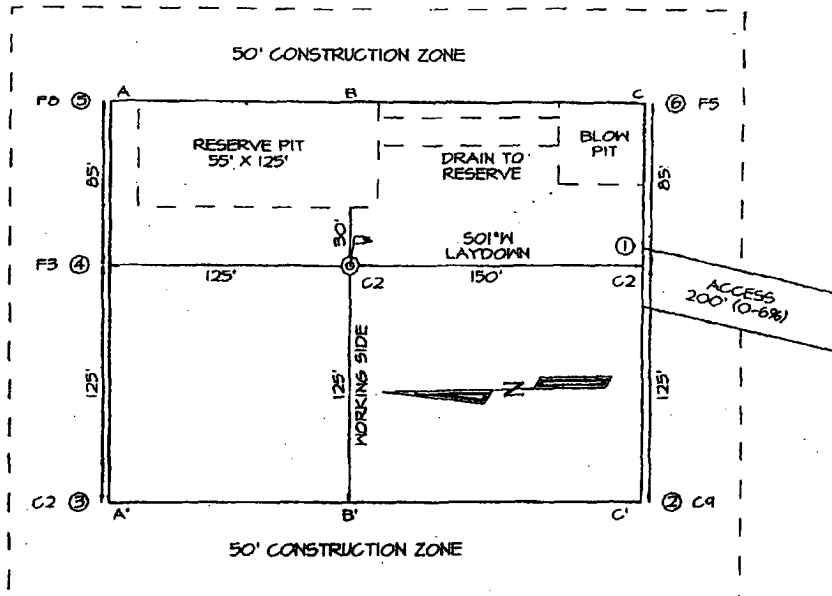 50' CONSTRUCTION ZONE
A
B
C
F8 ⑤
⑥ F5
RESERVE PIT
55' X 125'
DRAIN TO
RESERVE
BLOW
PIT
85'
85'
30'
S01°W
LAYDOWN
①
F3 ④
125'
C2
150'
C2
ACCESS
200' (0-6%)
125'
125'
WORKING SIDE
N
125'
C2 ③
② C9
A'
B'
C'
50' CONSTRUCTION ZONE